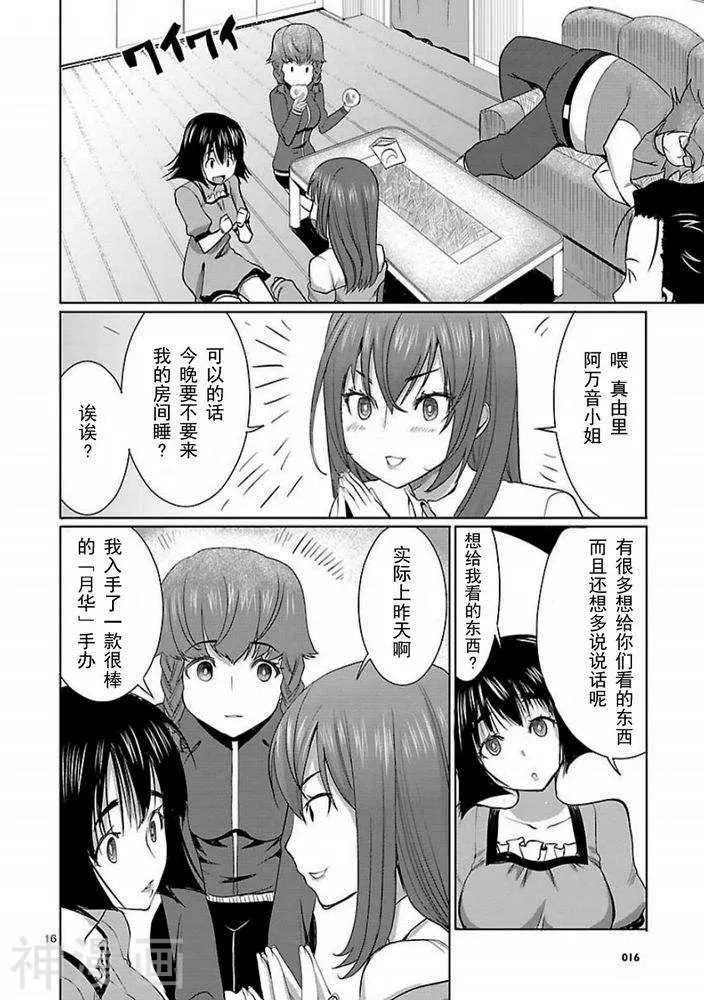 ワイワイ
喂 真由里
阿万音小姐
可以的话
今晚要不要来
我的房间睡？
诶诶？
有很多想给你们看的东西
而且还想多说说话呢
想给我看的东西？
实际上昨天啊
我入手了一款很棒
的「月华」手办
16
016
神漫画